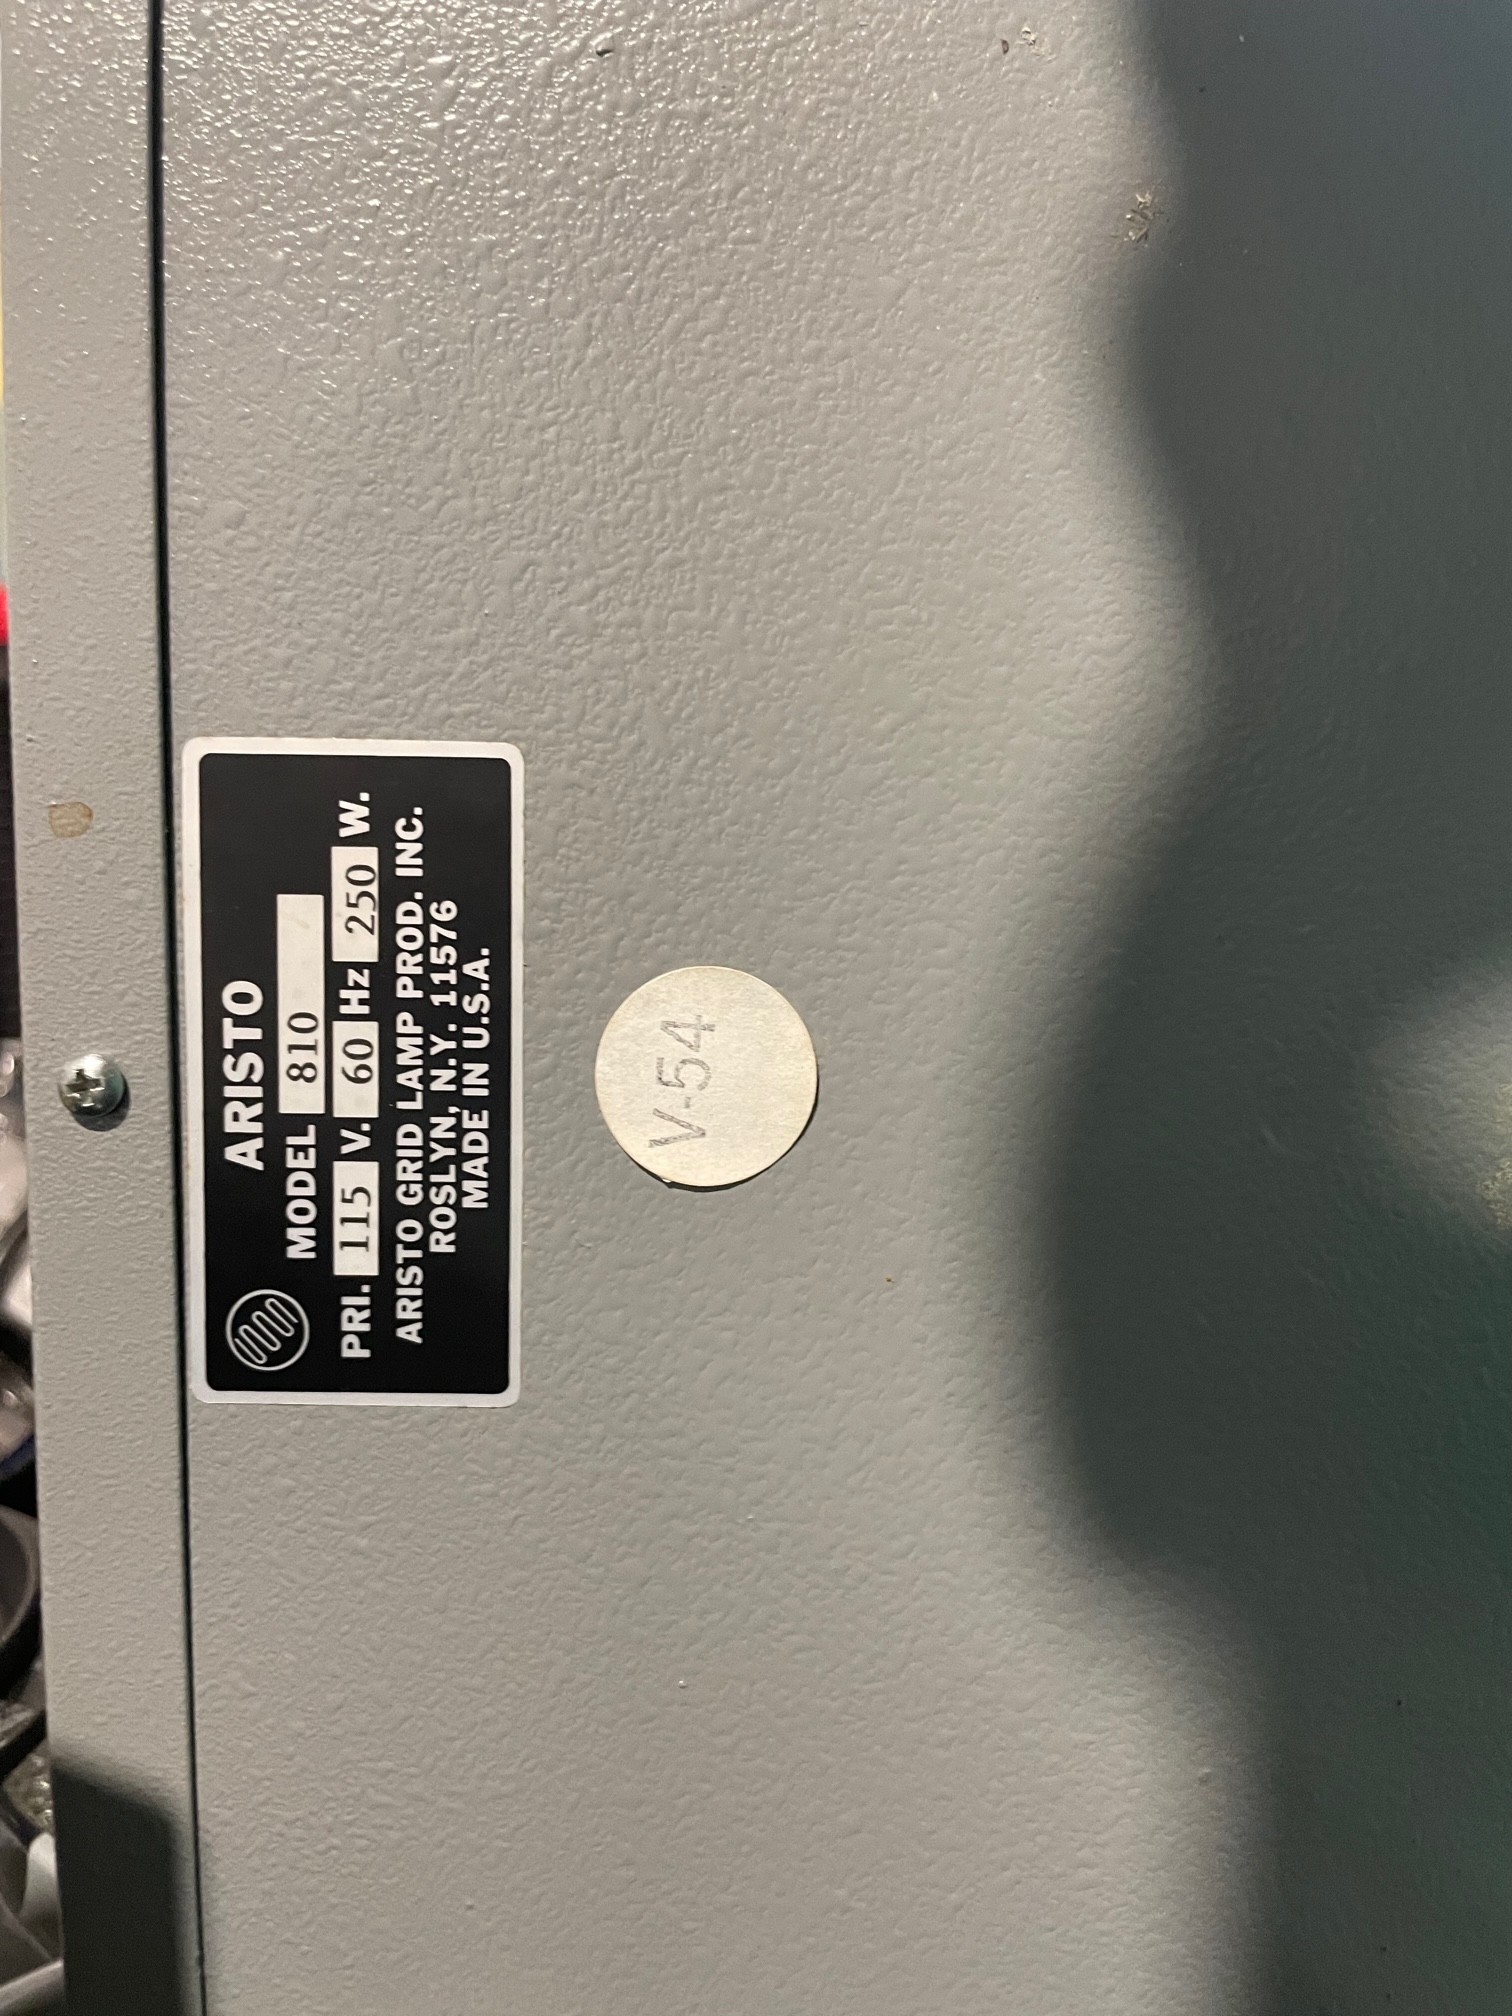 ARISTO
MODEL 810
PRI. 115 V. 60 Hz 250 W.
ARISTO GRID LAMP PROD. INC.
ROSLYN, N.Y. 11576
MADE IN U.S.A.
V-54